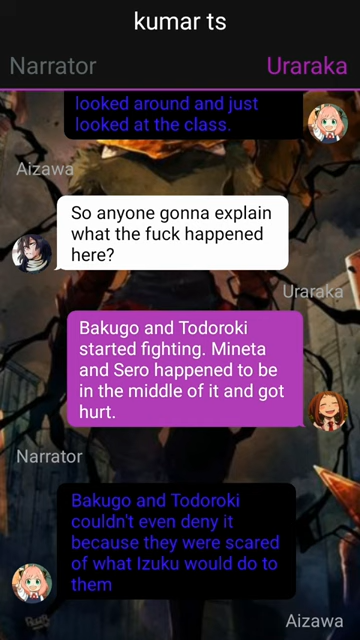 kumar ts
Narrator
Uraraka
looked around and just
looked at the class.
Aizawa
So anyone gonna explain
what the fuck happened
here?
Uraraka
Bakugo and Todoroki
started fighting. Mineta
and Sero happened to be
in the middle of it and got
hurt.
Narrator
Bakugo and Todoroki
couldn't even deny it
because they were scared
of what Izuku would do to
them
Aizawa